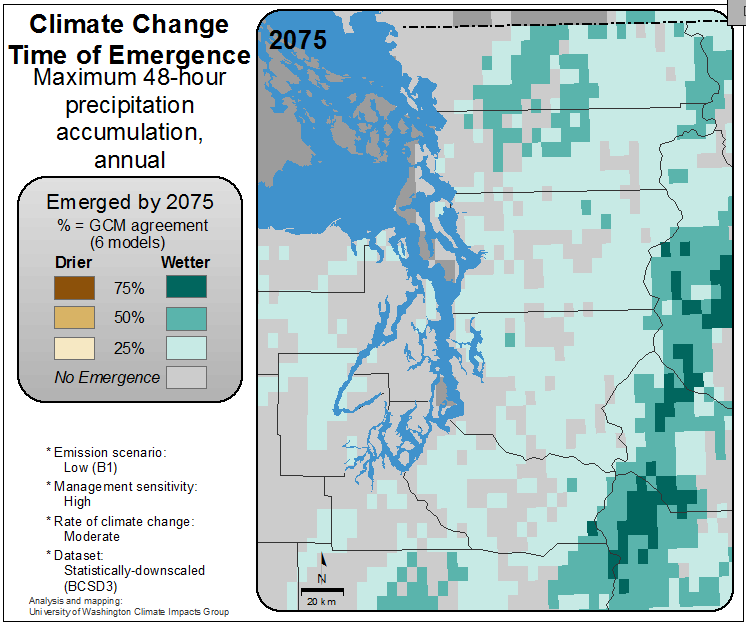 Climate Change
Time of Emergence
Maximum 48-hour
precipitation
accumulation,
annual
Emerged by 2075
% = GCM agreement
(6 models)
Drier Wetter
75%
50%
25%
No Emergence
* Emission scenario:
Low (B1)
* Management sensitivity:
High
* Rate of climate change:
Moderate
* Dataset:
Statistically-downscaled
(BCSD3)
Analysis and mapping:
University of Washington Climate Impacts Group
2075
N
20 km